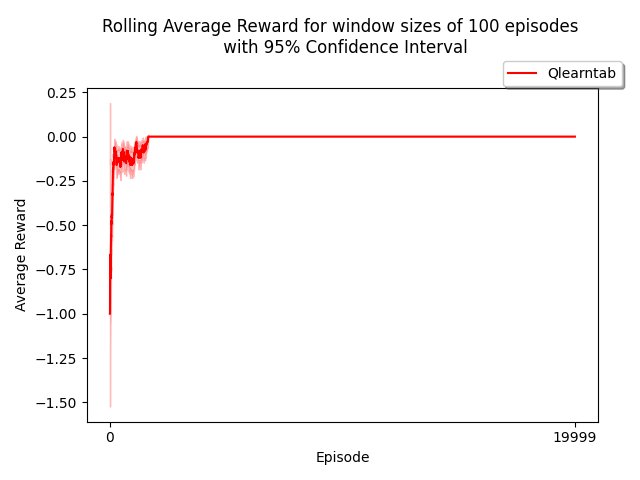 Rolling Average Reward for window sizes of 100 episodes
with 95% Confidence Interval
Qlearntab
0.25
0.00
−0.25
−0.50
−0.75
−1.00
−1.25
−1.50
Average Reward
0
19999
Episode